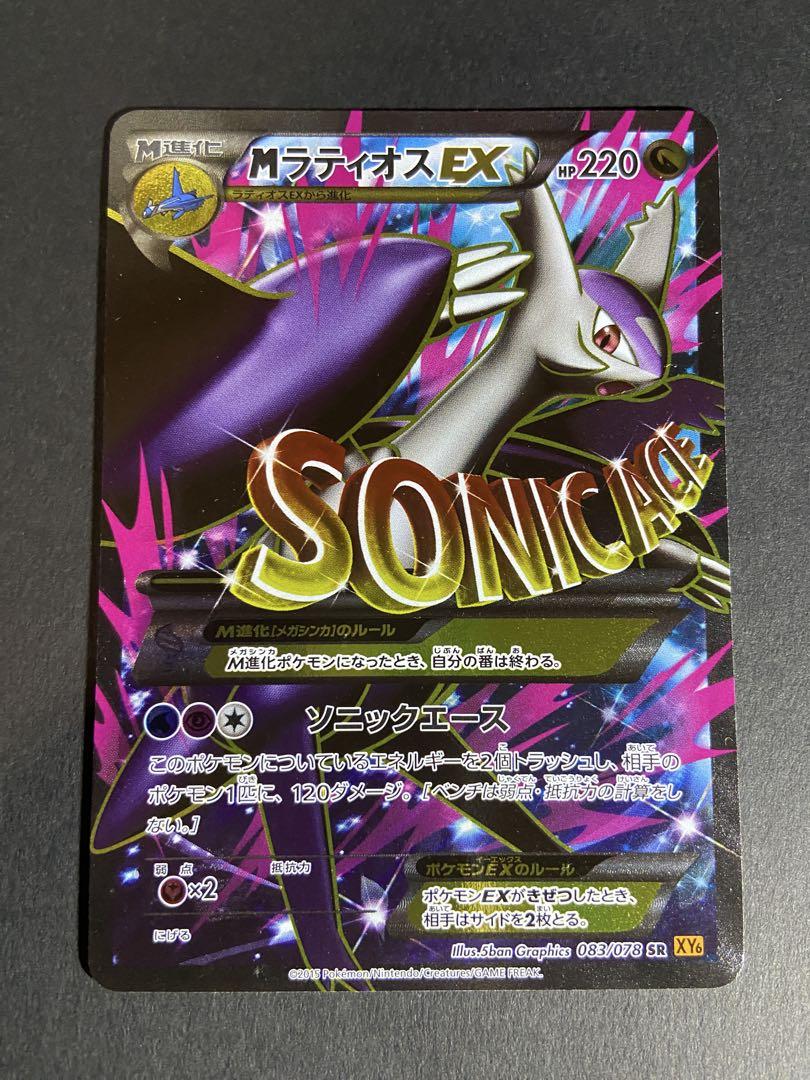 M進化
MラティオスEX
HP220
ラティオスEXから進化
SONIC ACE
M進化[メガシンカ]のルール
M進化ポケモンになったとき、自分の番は終わる。
ソニックエース
このポケモンについているエネルギーを2個トラッシュし、相手の
ポケモン1匹に、120ダメージ。[ベンチは弱点・抵抗力の計算をし
ない。]
弱点
抵抗力
×2
にげる
ポケモンEXのルール
ポケモンEXがきぜつしたとき、
相手はサイドを2枚とる。
Illus.5ban Graphics 083/078 SR XY6
©2015 Pokémon/Nintendo/Creatures/GAME FREAK.